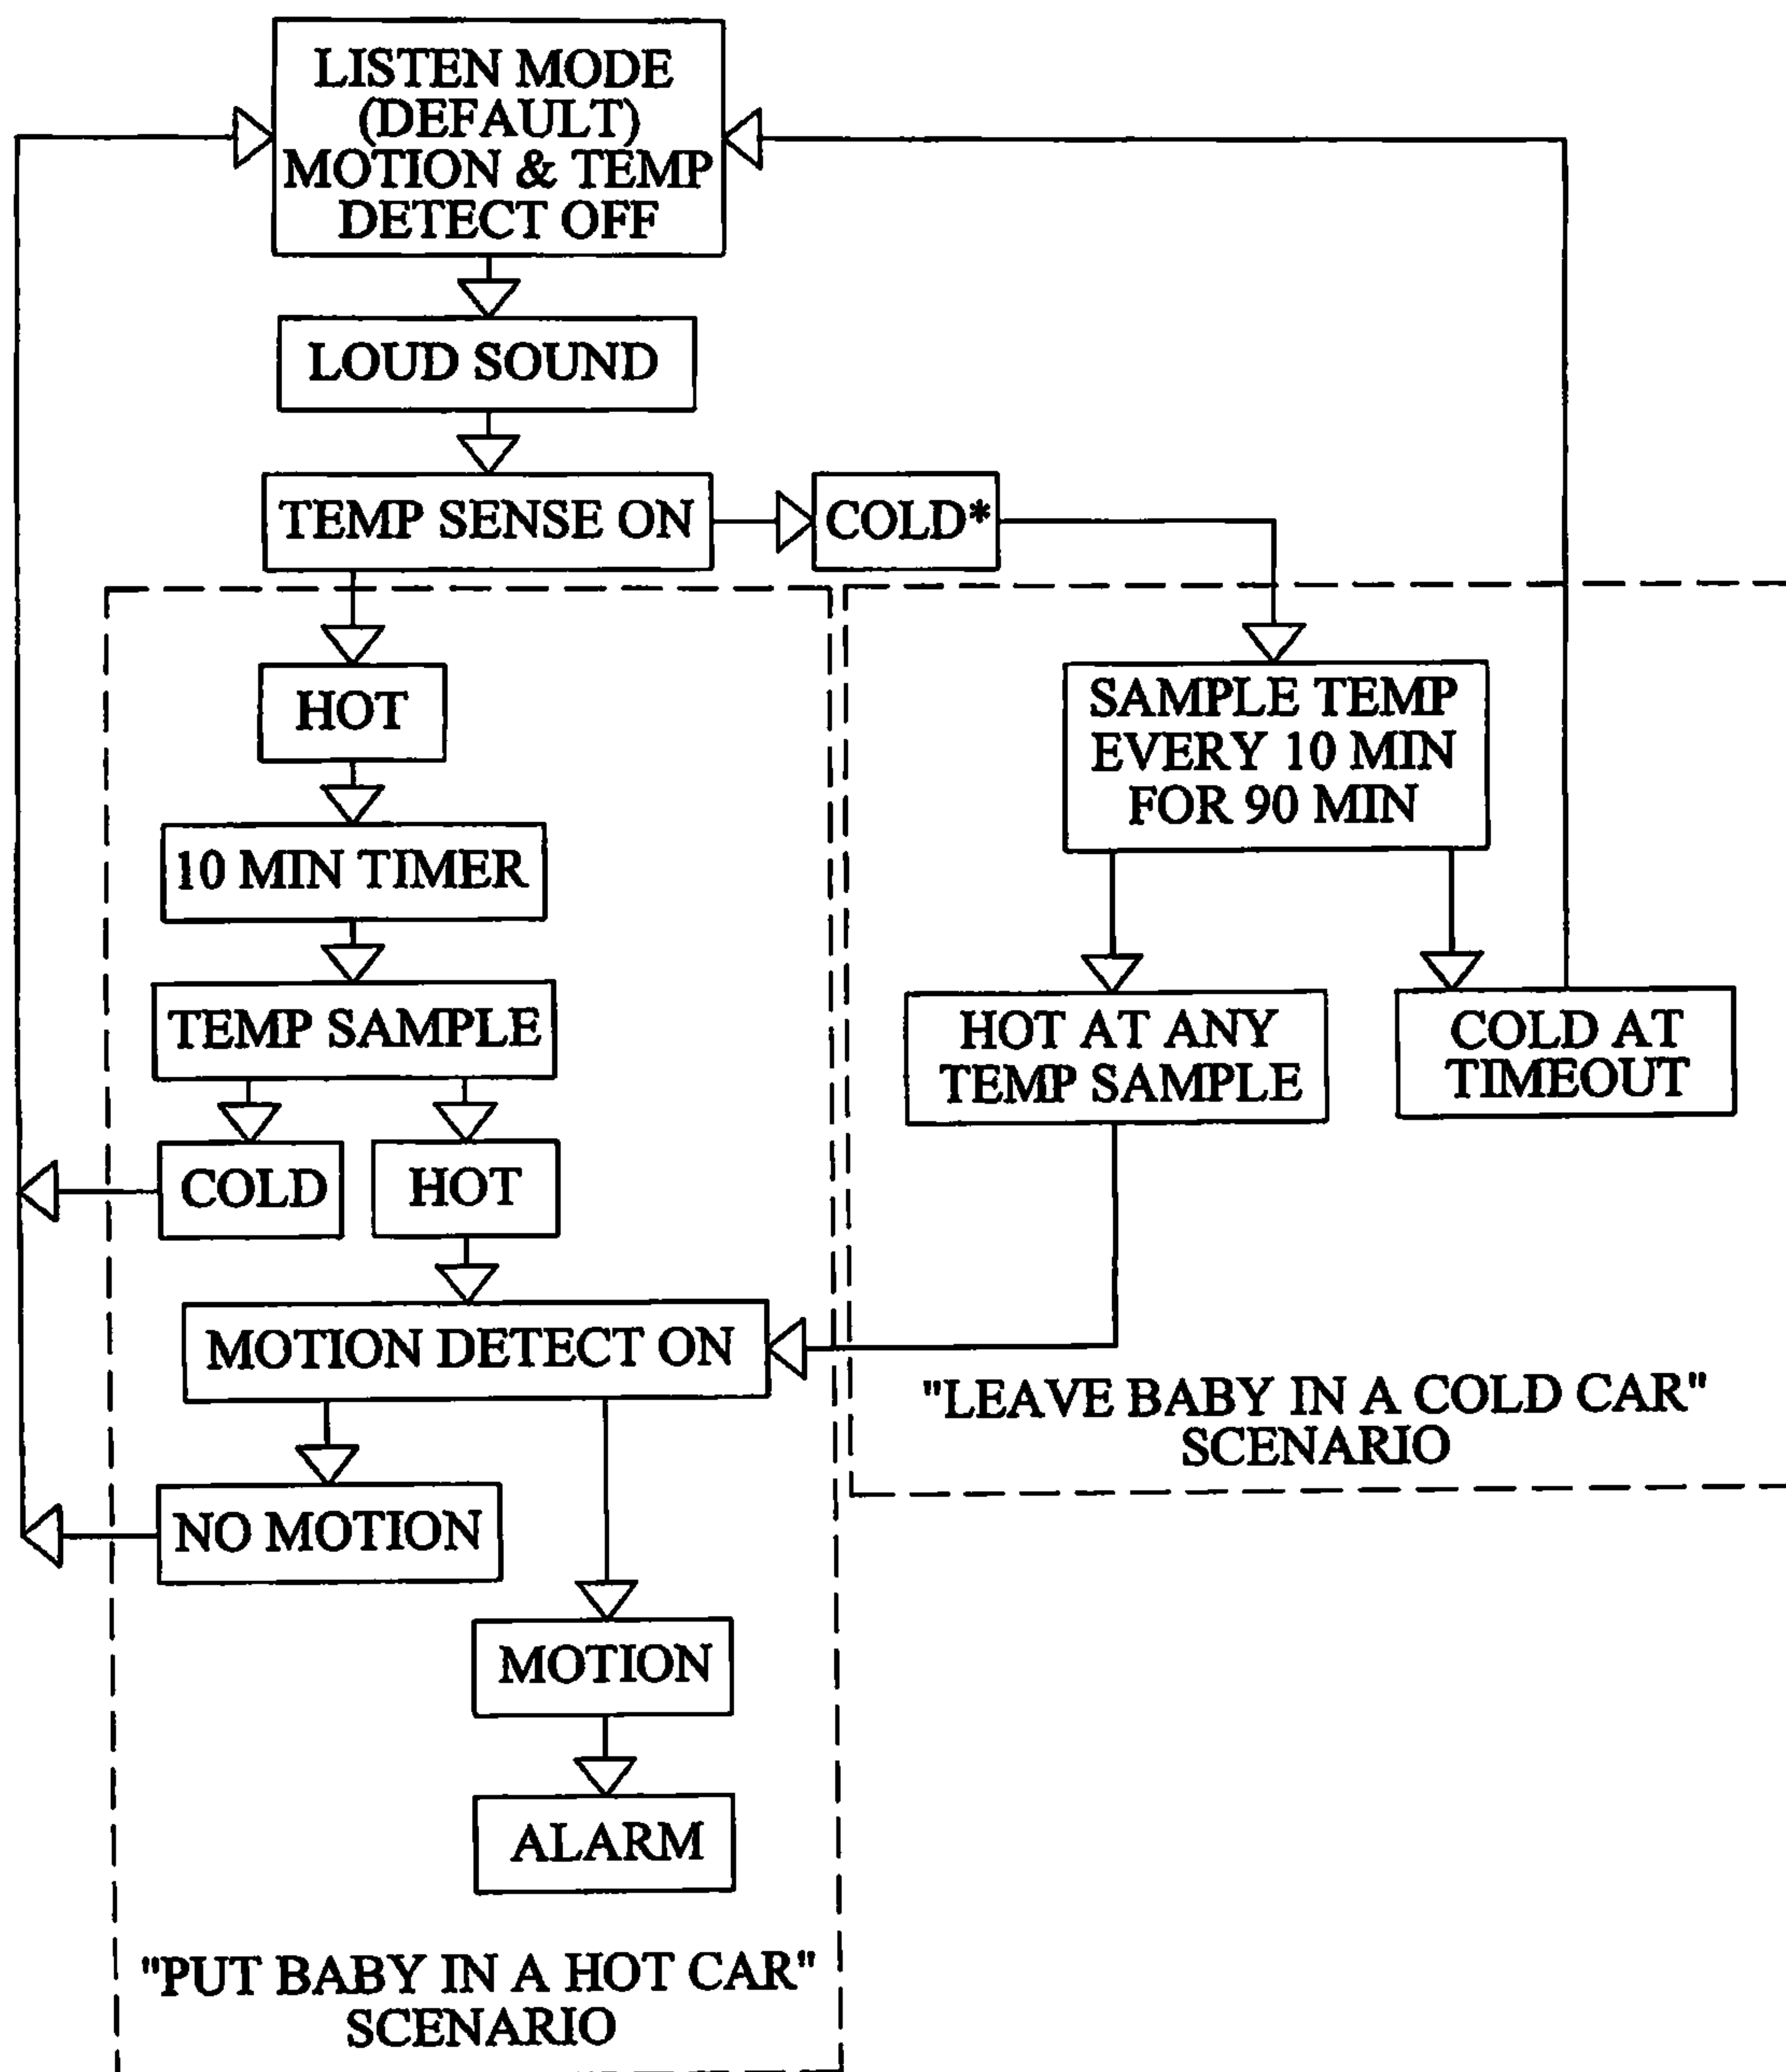 LISTEN MODE
(DEFAULT)
MOTION & TEMP
DETECT OFF
LOUD SOUND
TEMP SENSE ON
COLD*
HOT
10 MIN TIMER
TEMP SAMPLE
COLD
HOT
MOTION DETECT ON
NO MOTION
MOTION
ALARM
"PUT BABY IN A HOT CAR"
SCENARIO
SAMPLE TEMP
EVERY 10 MIN
FOR 90 MIN
HOT AT ANY
TEMP SAMPLE
COLD AT
TIMEOUT
"LEAVE BABY IN A COLD CAR"
SCENARIO